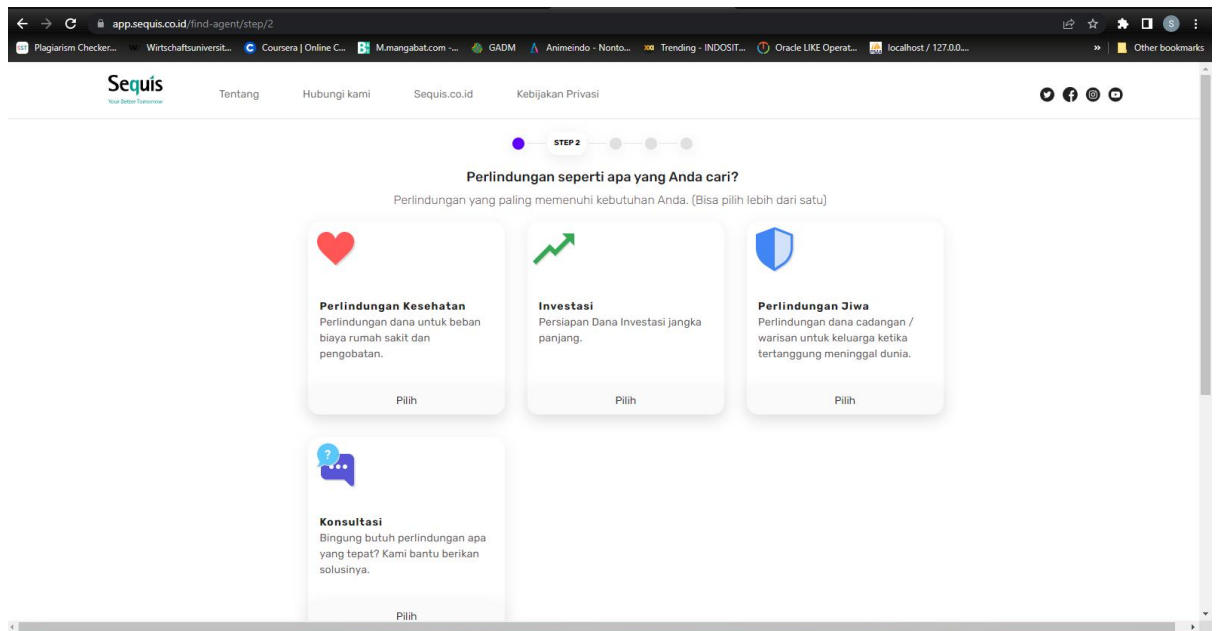 app.sequis.co.id/find-agent/step/2
S
GST Plagiarism Checker... W Wirtschaftsuniversit... C Coursera | Online C... M.mangabat.com -... GADM A Animeindo - Nonto... Trending - INDOSIT... Oracle LIKE Operat... localhost / 127.0.0.... » Other bookmarks
Sequis
Your Better Tomorrow
Tentang Hubungi kami Sequis.co.id Kebijakan Privasi
STEP 2
Perlindungan seperti apa yang Anda cari?
Perlindungan yang paling memenuhi kebutuhan Anda. (Bisa pilih lebih dari satu)
Perlindungan Kesehatan
Perlindungan dana untuk beban
biaya rumah sakit dan
pengobatan.
Pilih
Investasi
Persiapan Dana Investasi jangka
panjang.
Pilih
Perlindungan Jiwa
Perlindungan dana cadangan /
warisan untuk keluarga ketika
tertanggung meninggal dunia.
Pilih
?
Konsultasi
Bingung butuh perlindungan apa
yang tepat? Kami bantu berikan
solusinya.
Pilih